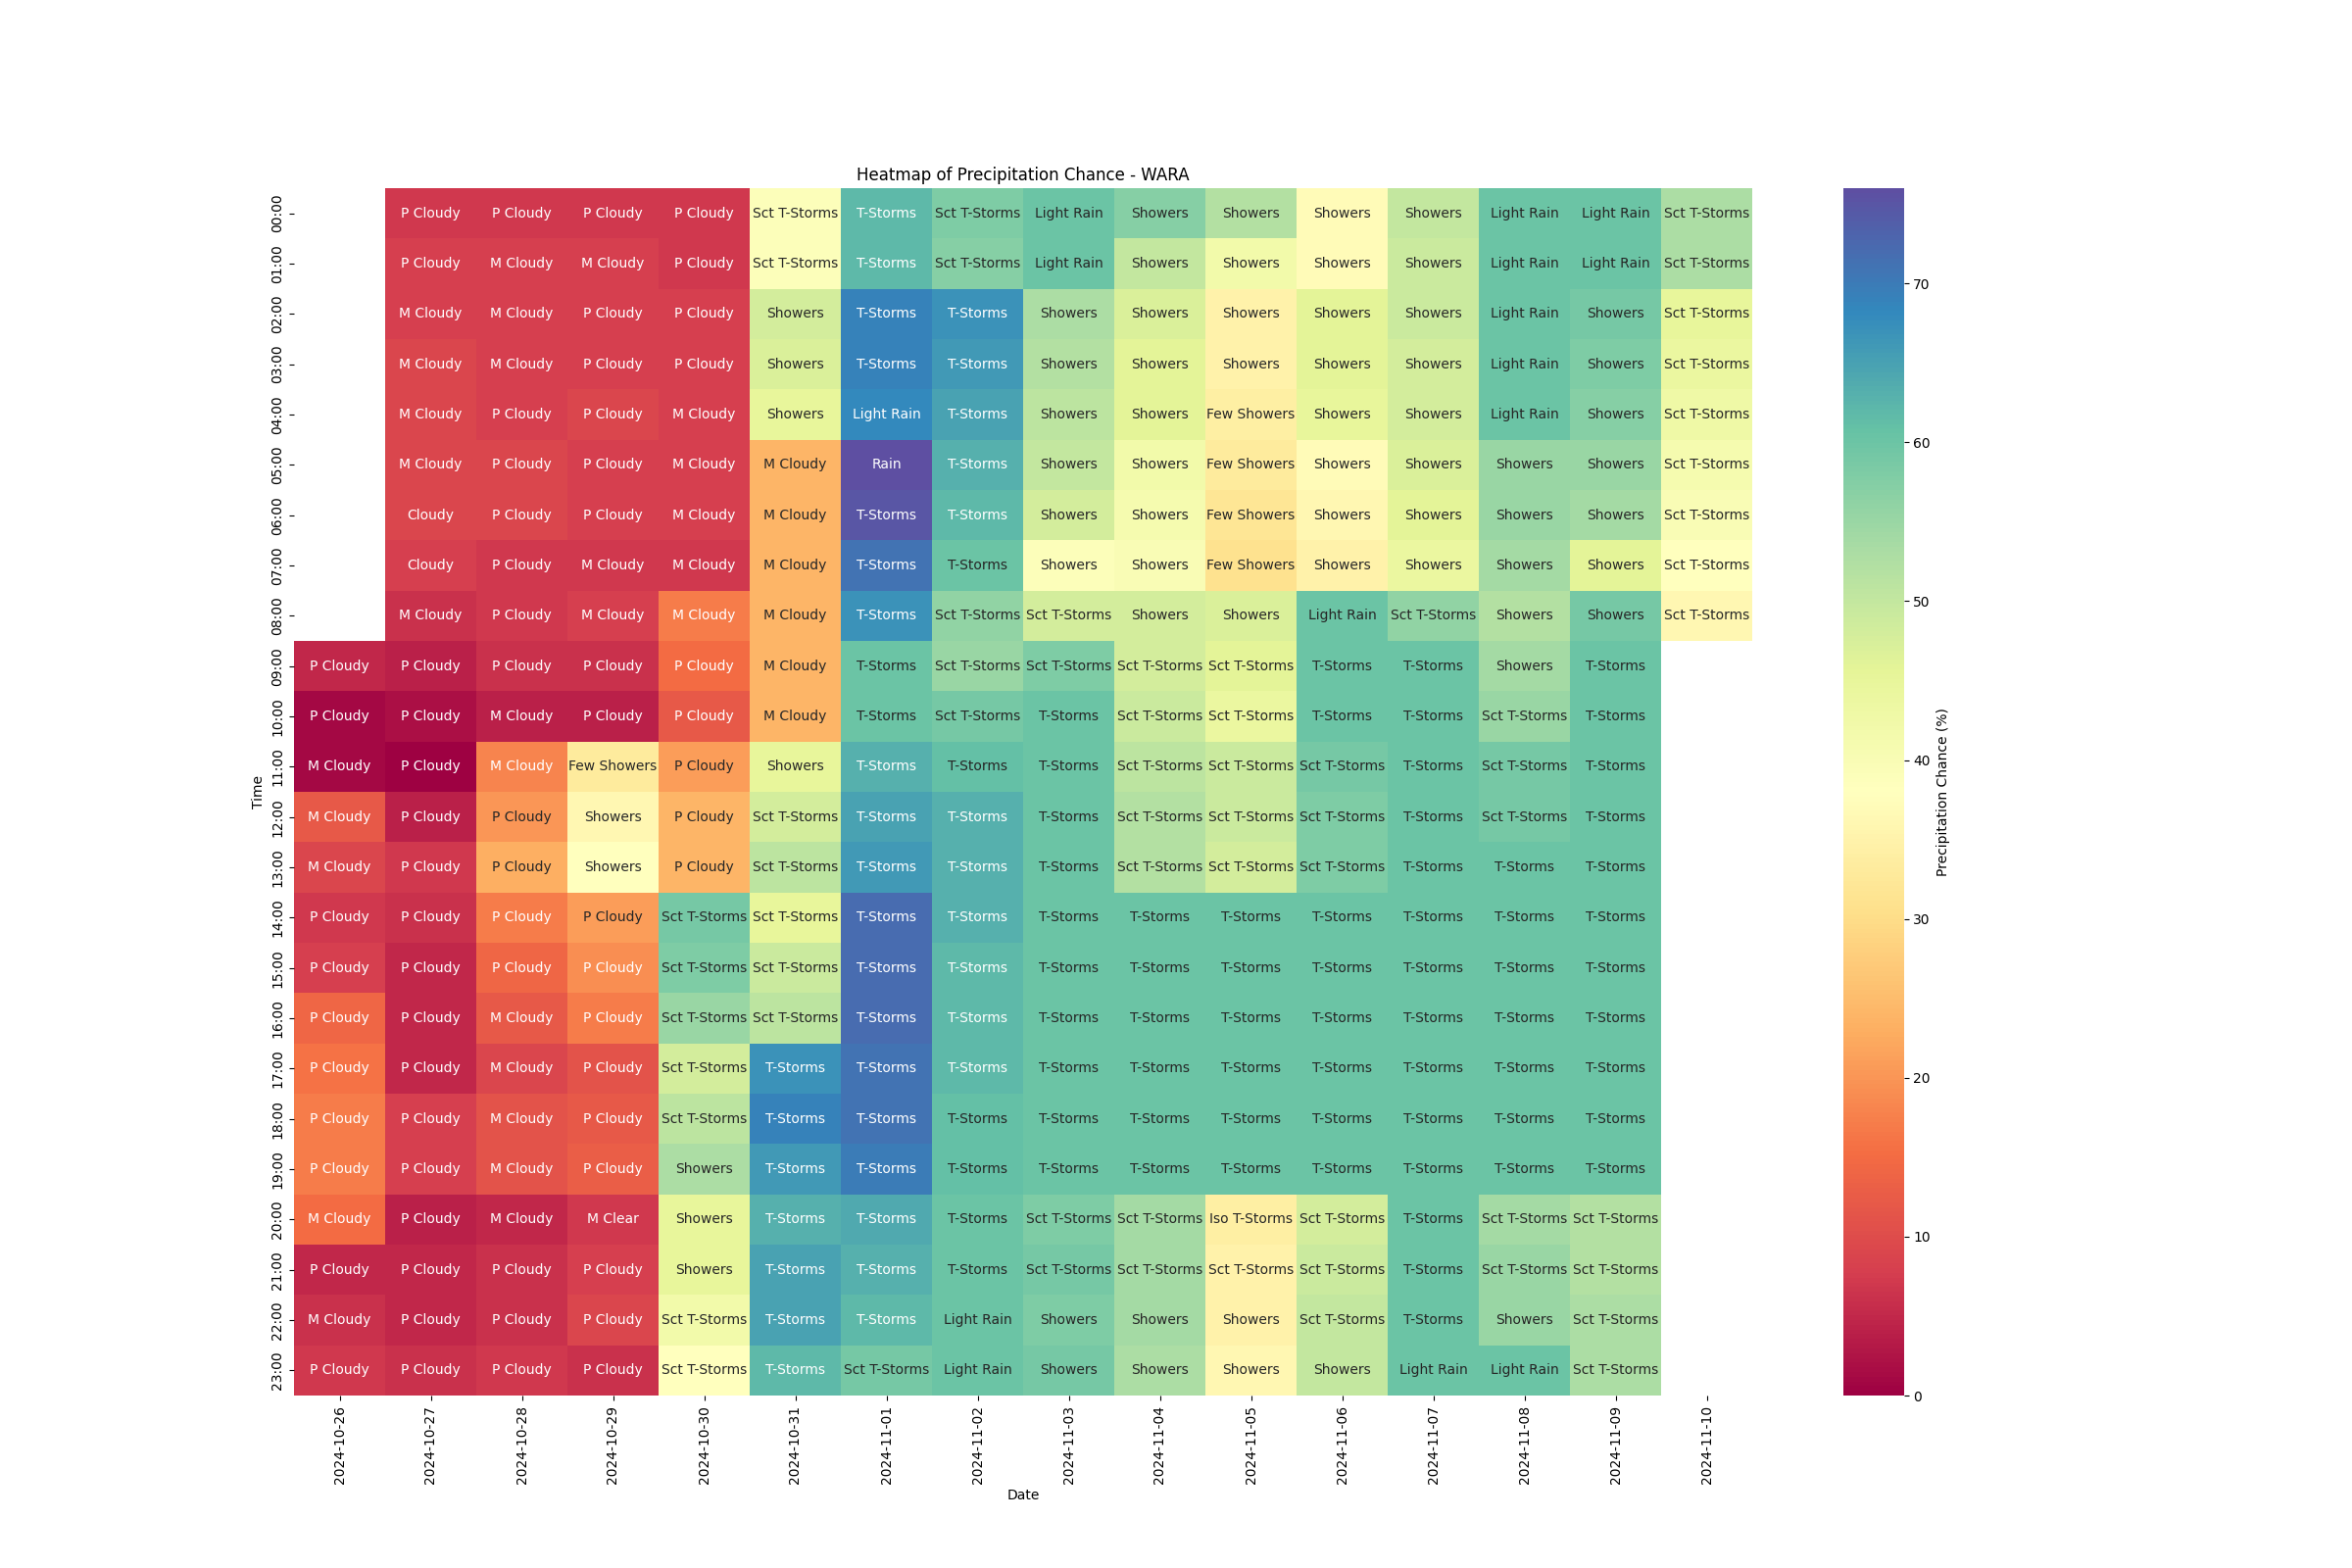 Heatmap of Precipitation Chance - WARA
00:00 P Cloudy P Cloudy P Cloudy P Cloudy Sct T-Storms T-Storms Sct T-Storms Light Rain Showers Showers Showers Showers Light Rain Light Rain Sct T-Storms
01:00 P Cloudy M Cloudy M Cloudy P Cloudy Sct T-Storms T-Storms Sct T-Storms Light Rain Showers Showers Showers Showers Light Rain Light Rain Sct T-Storms
02:00 M Cloudy M Cloudy P Cloudy P Cloudy Showers T-Storms T-Storms Showers Showers Showers Showers Showers Light Rain Showers Sct T-Storms
03:00 M Cloudy M Cloudy P Cloudy P Cloudy Showers T-Storms T-Storms Showers Showers Showers Showers Showers Light Rain Showers Sct T-Storms
04:00 M Cloudy P Cloudy P Cloudy M Cloudy Showers Light Rain T-Storms Showers Showers Few Showers Showers Showers Light Rain Showers Sct T-Storms
05:00 M Cloudy P Cloudy P Cloudy M Cloudy M Cloudy Rain T-Storms Showers Showers Few Showers Showers Showers Showers Showers Sct T-Storms
06:00 Cloudy P Cloudy P Cloudy M Cloudy M Cloudy T-Storms T-Storms Showers Showers Few Showers Showers Showers Showers Showers Sct T-Storms
07:00 Cloudy P Cloudy M Cloudy M Cloudy M Cloudy T-Storms T-Storms Showers Showers Few Showers Showers Showers Showers Showers Sct T-Storms
08:00 M Cloudy P Cloudy M Cloudy M Cloudy M Cloudy T-Storms Sct T-Storms Sct T-Storms Showers Showers Light Rain Sct T-Storms Showers Showers Sct T-Storms
09:00 P Cloudy P Cloudy P Cloudy P Cloudy P Cloudy M Cloudy T-Storms Sct T-Storms Sct T-Storms Sct T-Storms Sct T-Storms T-Storms T-Storms Showers T-Storms
10:00 P Cloudy P Cloudy M Cloudy P Cloudy P Cloudy M Cloudy T-Storms Sct T-Storms T-Storms Sct T-Storms Sct T-Storms T-Storms T-Storms Sct T-Storms T-Storms
11:00 M Cloudy P Cloudy M Cloudy Few Showers P Cloudy Showers T-Storms T-Storms T-Storms Sct T-Storms Sct T-Storms Sct T-Storms T-Storms Sct T-Storms T-Storms
12:00 M Cloudy P Cloudy P Cloudy Showers P Cloudy Sct T-Storms T-Storms T-Storms T-Storms Sct T-Storms Sct T-Storms Sct T-Storms T-Storms Sct T-Storms T-Storms
13:00 M Cloudy P Cloudy P Cloudy Showers P Cloudy Sct T-Storms T-Storms T-Storms T-Storms Sct T-Storms Sct T-Storms Sct T-Storms T-Storms T-Storms T-Storms
14:00 P Cloudy P Cloudy P Cloudy P Cloudy Sct T-Storms Sct T-Storms T-Storms T-Storms T-Storms T-Storms T-Storms T-Storms T-Storms T-Storms T-Storms
15:00 P Cloudy P Cloudy P Cloudy P Cloudy Sct T-Storms Sct T-Storms T-Storms T-Storms T-Storms T-Storms T-Storms T-Storms T-Storms T-Storms T-Storms
16:00 P Cloudy P Cloudy M Cloudy P Cloudy Sct T-Storms Sct T-Storms T-Storms T-Storms T-Storms T-Storms T-Storms T-Storms T-Storms T-Storms T-Storms
17:00 P Cloudy P Cloudy M Cloudy P Cloudy Sct T-Storms T-Storms T-Storms T-Storms T-Storms T-Storms T-Storms T-Storms T-Storms T-Storms T-Storms
18:00 P Cloudy P Cloudy M Cloudy P Cloudy Sct T-Storms T-Storms T-Storms T-Storms T-Storms T-Storms T-Storms T-Storms T-Storms T-Storms T-Storms
19:00 P Cloudy P Cloudy M Cloudy P Cloudy Showers T-Storms T-Storms T-Storms T-Storms T-Storms T-Storms T-Storms T-Storms T-Storms T-Storms
20:00 M Cloudy P Cloudy M Cloudy M Clear Showers T-Storms T-Storms T-Storms Sct T-Storms Sct T-Storms Iso T-Storms Sct T-Storms T-Storms Sct T-Storms Sct T-Storms
21:00 P Cloudy P Cloudy P Cloudy P Cloudy Showers T-Storms T-Storms T-Storms Sct T-Storms Sct T-Storms Sct T-Storms Sct T-Storms T-Storms Sct T-Storms Sct T-Storms
22:00 M Cloudy P Cloudy P Cloudy P Cloudy Sct T-Storms T-Storms T-Storms Light Rain Showers Showers Showers Sct T-Storms T-Storms Showers Sct T-Storms
23:00 P Cloudy P Cloudy P Cloudy P Cloudy Sct T-Storms T-Storms Sct T-Storms Light Rain Showers Showers Showers Showers Light Rain Light Rain Sct T-Storms
Time
2024-10-26 2024-10-27 2024-10-28 2024-10-29 2024-10-30 2024-10-31 2024-11-01 2024-11-02 2024-11-03 2024-11-04 2024-11-05 2024-11-06 2024-11-07 2024-11-08 2024-11-09 2024-11-10
Date
70
60
50
40
30
20
10
0
Precipitation Chance (%)